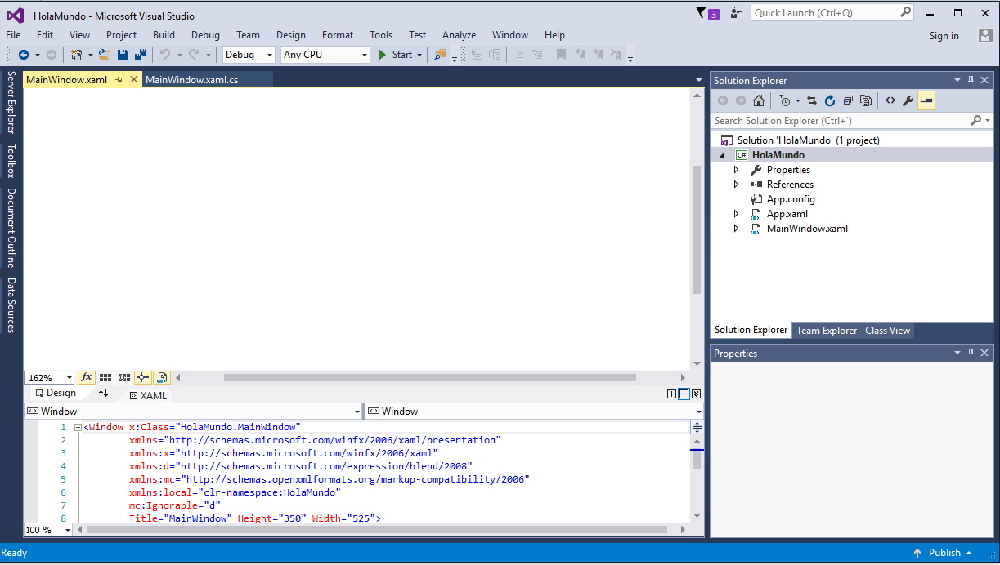 HolaMundo - Microsoft Visual Studio
3
Quick Launch (Ctrl+Q)
File Edit View Project Build Debug Team Design Format Tools Test Analyze Window Help
Sign in
Debug Any CPU Start
Server Explorer
Toolbox
Document Outline
Data Sources
MainWindow.xaml MainWindow.xaml.cs
162%
fx
Design
XAML
Window Window
1 <Window x:Class="HolaMundo.MainWindow"
2 xmlns="http://schemas.microsoft.com/winfx/2006/xaml/presentation"
3 xmlns:x="http://schemas.microsoft.com/winfx/2006/xaml"
4 xmlns:d="http://schemas.microsoft.com/expression/blend/2008"
5 xmlns:mc="http://schemas.openxmlformats.org/markup-compatibility/2006"
6 xmlns:local="clr-namespace:HolaMundo"
7 mc:Ignorable="d"
8 Title="MainWindow" Height="350" Width="525">
100 %
Solution Explorer
Search Solution Explorer (Ctrl+`)
Solution 'HolaMundo' (1 project)
C# HolaMundo
Properties
References
App.config
App.xaml
MainWindow.xaml
Solution Explorer Team Explorer Class View
Properties
Ready
Publish